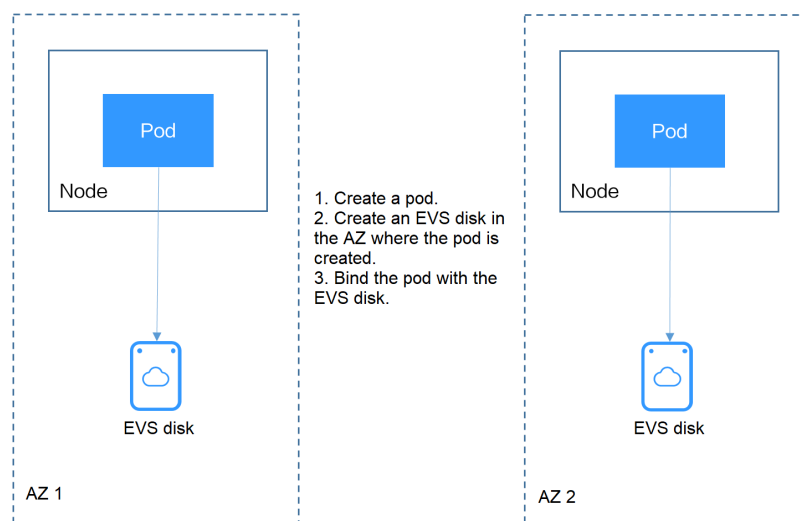 Pod
Node
EVS disk
AZ 1
1. Create a pod.
2. Create an EVS disk in
the AZ where the pod is
created.
3. Bind the pod with the
EVS disk.
Pod
Node
EVS disk
AZ 2